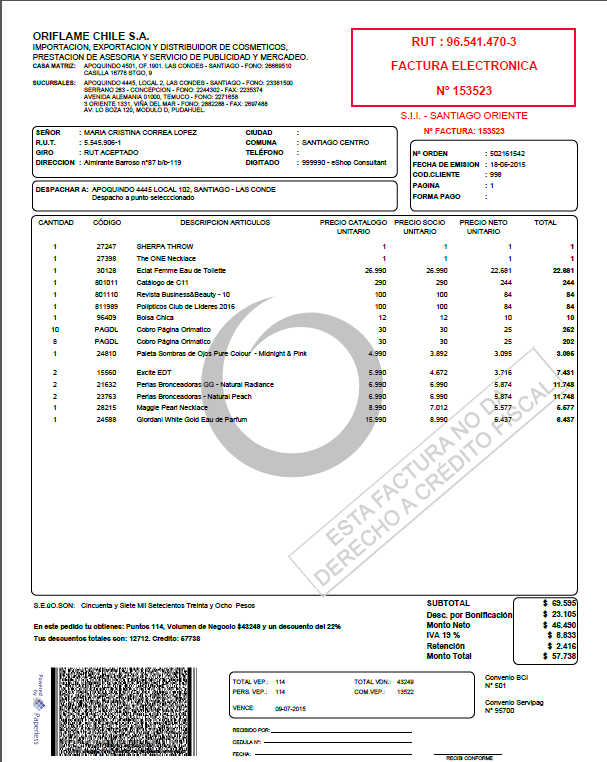 ORIFLAME CHILE S.A.
IMPORTACION, EXPORTACION Y DISTRIBUIDOR DE COSMETICOS,
PRESTACION DE ASESORIA Y SERVICIO DE PUBLICIDAD Y MERCADEO.
CASA MATRIZ: APOQUINDO 4501, OF.1901. LAS CONDES - SANTIAGO - FONO: 26669510
CASILLA 16778 STGO, 9
SUCURSALES: APOQUINDO 4445, LOCAL 2, LAS CONDES - SANTIAGO - FONO: 23381500
SERRANO 283 - CONCEPCION - FONO: 2244302 - FAX: 2235374
AVENIDA ALEMANIA 01000, TEMUCO - FONO: 2271658
3 ORIENTE 1331, VIÑA DEL MAR - FONO: 2882288 - FAX: 2697488
AV. LO BOZA 120, MODULO D, PUDAHUEL.
RUT : 96.541.470-3
FACTURA ELECTRONICA
Nº 153523
S.I.I. - SANTIAGO ORIENTE
Nº FACTURA: 153523
SEÑOR : MARIA CRISTINA CORREA LOPEZ CIUDAD :
R.U.T. : 5.545.906-1 COMUNA : SANTIAGO CENTRO
GIRO : RUT ACEPTADO TELÉFONO :
DIRECCION : Almirante Barroso nº87 b/b-119 DIGITADO : 999990 - eShop Consultant
Nº ORDEN : 502161542
FECHA DE EMISION : 18-06-2015
COD.CLIENTE : 998
PAGINA : 1
FORMA PAGO :
DESPACHAR A: APOQUINDO 4445 LOCAL 102, SANTIAGO - LAS CONDE
Despacho a punto selecccionado
CANTIDAD CÓDIGO DESCRIPCION ARTICULOS PRECIO CATALOGO UNITARIO PRECIO SOCIO UNITARIO PRECIO NETO UNITARIO TOTAL
1 27247 SHERPA THROW 1 1 1 1
1 27398 The ONE Necklace 1 1 1 1
1 30128 Eclat Femme Eau de Toilette 26.990 26.990 22.681 22.681
1 801011 Catálogo de C11 290 290 244 244
1 801110 Revista Business&Beauty - 10 100 100 84 84
1 811989 Polípticos Club de Líderes 2016 100 100 84 84
1 96409 Bolsa Chica 12 12 10 10
10 PAGDL Cobro Página Orimatico 30 30 25 252
8 PAGDL Cobro Página Orimatico 30 30 25 202
1 24810 Paleta Sombras de Ojos Pure Colour - Midnight & Pink 4.990 3.892 3.095 3.095
2 15560 Excite EDT 5.990 4.672 3.716 7.431
2 21632 Perlas Bronceadoras GG - Natural Radiance 6.990 6.990 5.874 11.748
2 23763 Perlas Bronceadoras - Natural Peach 6.990 6.990 5.874 11.748
1 28215 Maggie Pearl Necklace 8.990 7.012 5.577 5.577
1 24588 Giordani White Gold Eau de Parfum 15.990 8.990 6.437 6.437
ESTA FACTURA NO DA
DERECHO A CRÉDITO FISCAL
S.E.ú O.SON: Cincuenta y Siete Mil Setecientos Treinta y Ocho Pesos
En este pedido tu obtienes: Puntos 114, Volumen de Negocio $43249 y un descuento del 22%
Tus descuentos totales son: 12712. Credito: 57738
SUBTOTAL $ 69.595
Desc. por Bonificación $ 23.105
Monto Neto $ 46.490
IVA 19 % $ 8.833
Retención $ 2.416
Monto Total $ 57.738
Powered by Paperless
TOTAL VEP.: 114 TOTAL VDN.: 43249
PERS. VEP.: 114 COM.VEP.: 13522
VENCE: 09-07-2015
Convenio BCI
Nº 501
Convenio Servipag
Nº 95700
RECIBIDO POR:
CEDULA Nº:
FECHA:
RECIBI CONFORME